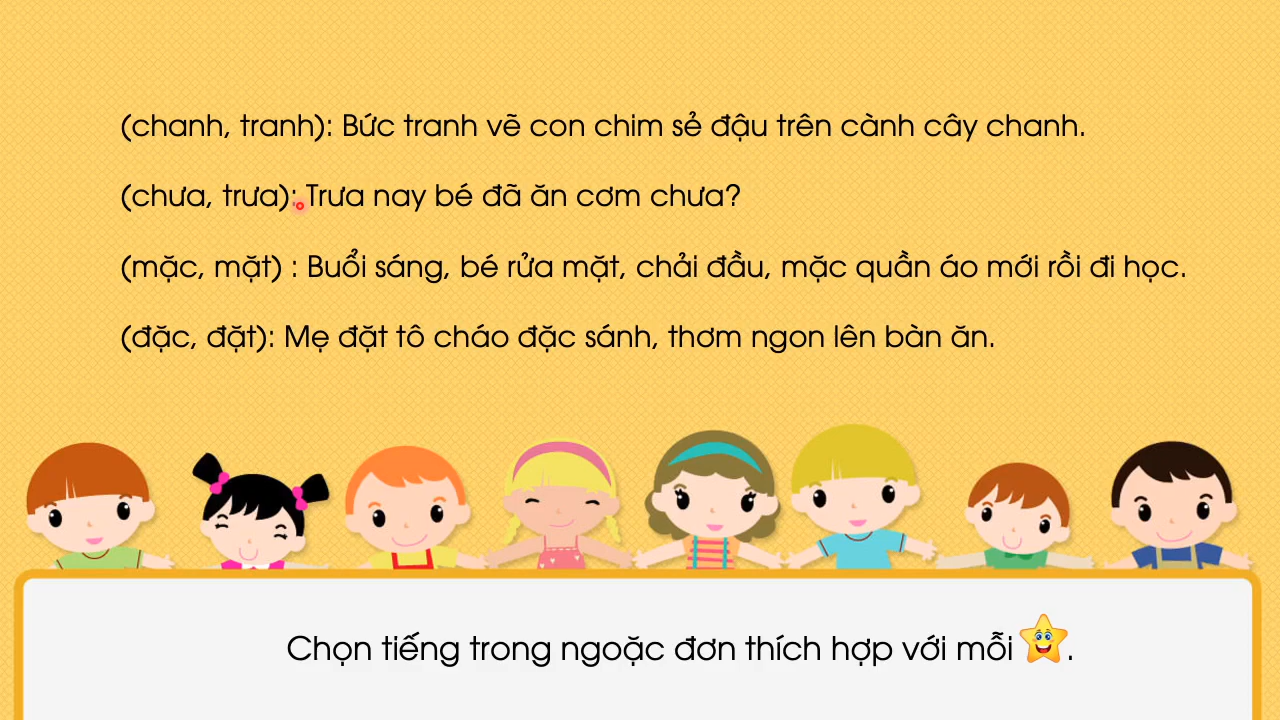 (chanh, tranh): Bức tranh vẽ con chim sẻ đậu trên cành cây chanh.
(chưa, trưa): Trưa nay bé đã ăn cơm chưa?
(mặc, mặt) : Buổi sáng, bé rửa mặt, chải đầu, mặc quần áo mới rồi đi học.
(đặc, đặt): Mẹ đặt tô cháo đặc sánh, thơm ngon lên bàn ăn.
Chọn tiếng trong ngoặc đơn thích hợp với mỗi .